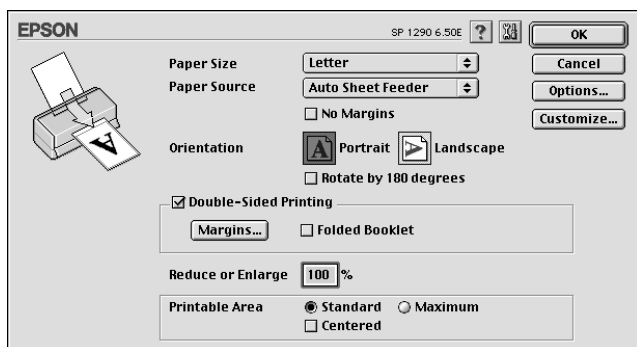 EPSON SP 1290 6.50E ? OK
Paper Size Letter Cancel
Paper Source Auto Sheet Feeder Options...
No Margins Customize...
Orientation A Portrait A Landscape
Rotate by 180 degrees
Double-Sided Printing
Margins... Folded Booklet
Reduce or Enlarge 100 %
Printable Area Standard Maximum
Centered
A